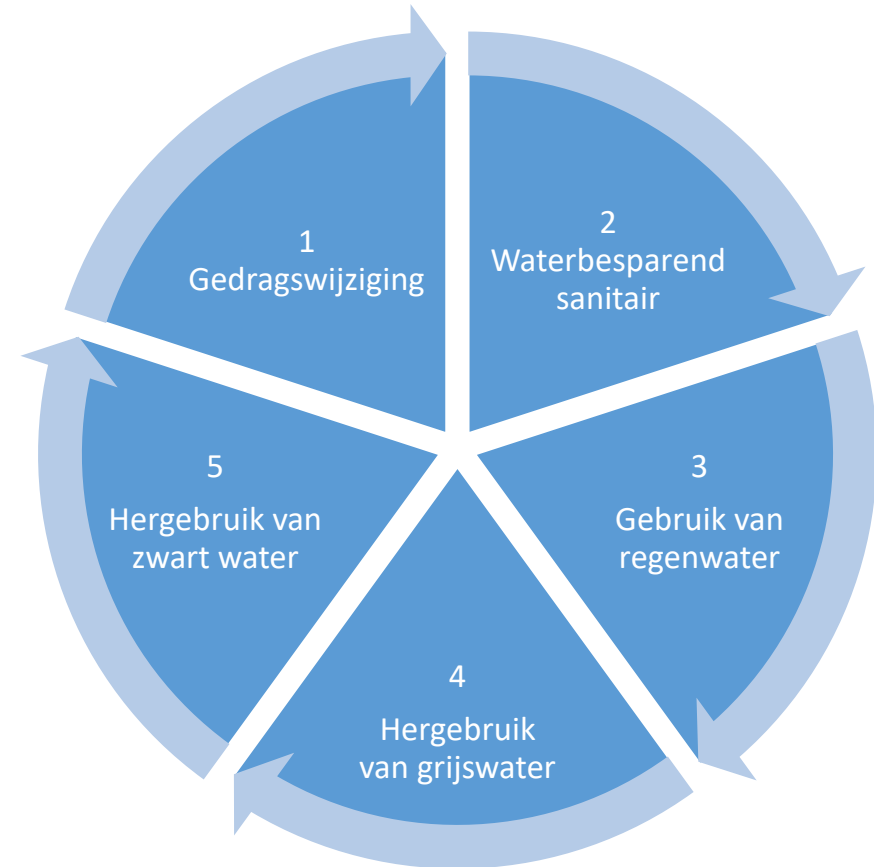 1
Gedragswijziging
2
Waterbesparend
sanitair
3
Gebruik van
regenwater
4
Hergebruik
van grijswater
5
Hergebruik van
zwart water